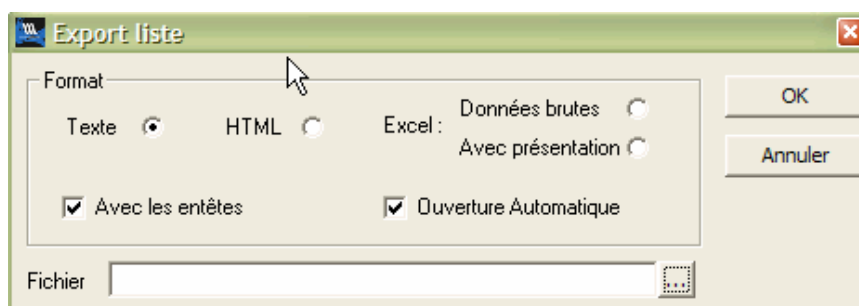 Export liste
Format
Texte HTML Excel : Données brutes
Avec présentation
OK
Annuler
Avec les entêtes Ouverture Automatique
Fichier ...